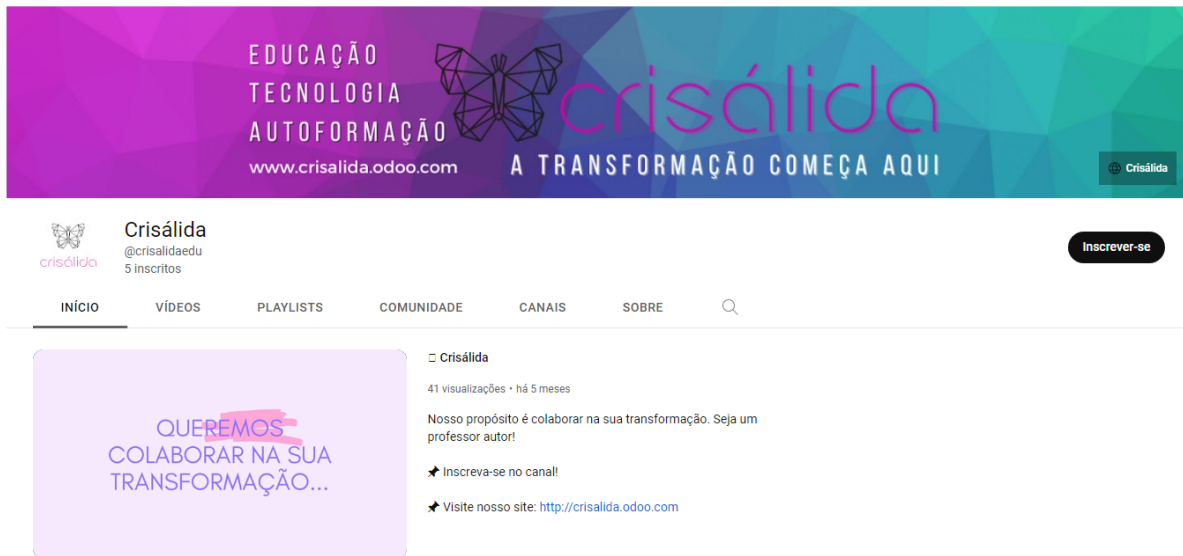 EDUCAÇÃO
TECNOLOGIA
AUTOFORMAÇÃO
www.crisalida.odoo.com
crisálida
A TRANSFORMAÇÃO COMEÇA AQUI
Crisálida
crisálida
Crisálida
@crisalidaedu
5 inscritos
Inscrever-se
INÍCIO VÍDEOS PLAYLISTS COMUNIDADE CANAIS SOBRE
QUEREMOS
COLABORAR NA SUA
TRANSFORMAÇÃO...
Crisálida
41 visualizações • há 5 meses
Nosso propósito é colaborar na sua transformação. Seja um
professor autor!
📌 Inscreva-se no canal!
📌 Visite nosso site: http://crisalida.odoo.com